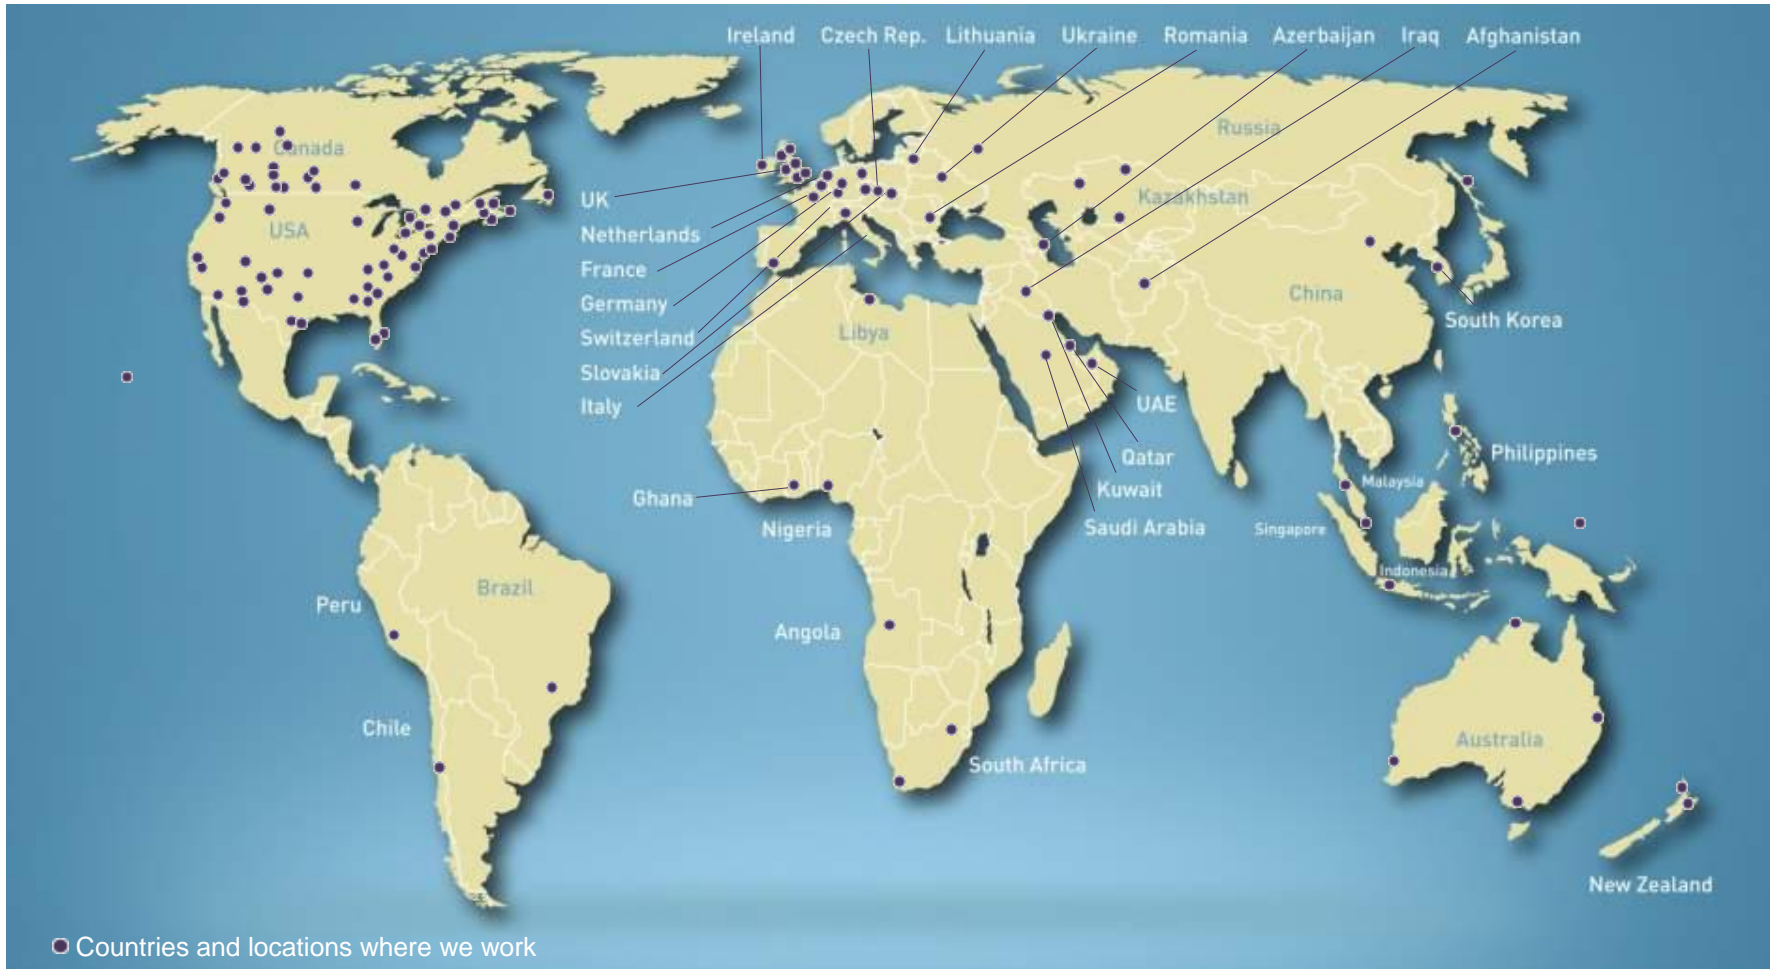 Ireland
Czech Rep.
Lithuania
Ukraine
Romania
Azerbaijan
Iraq
Afghanistan
Russia
Canada
Kazakhstan
UK
USA
Netherlands
France
Germany
China
Switzerland
Libya
South Korea
Slovakia
Italy
UAE
Qatar
Philippines
Kuwait
Malaysia
Ghana
Nigeria
Saudi Arabia
Singapore
Indonesia
Brazil
Peru
Angola
Chile
Australia
South Africa
New Zealand
Countries and locations where we work